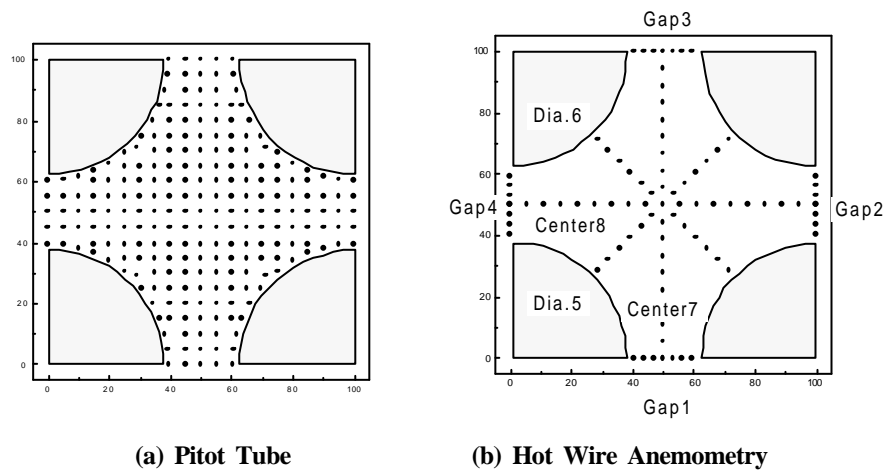 Gap3
100
80
60
40
20
0
0 20 40 60 80 100
100
80
60
40
20
0
0 20 40 60 80 100
Dia.6
Gap4
Gap2
Center8
Dia.5
Center7
Gap1
(a) Pitot Tube
(b) Hot Wire Anemometry